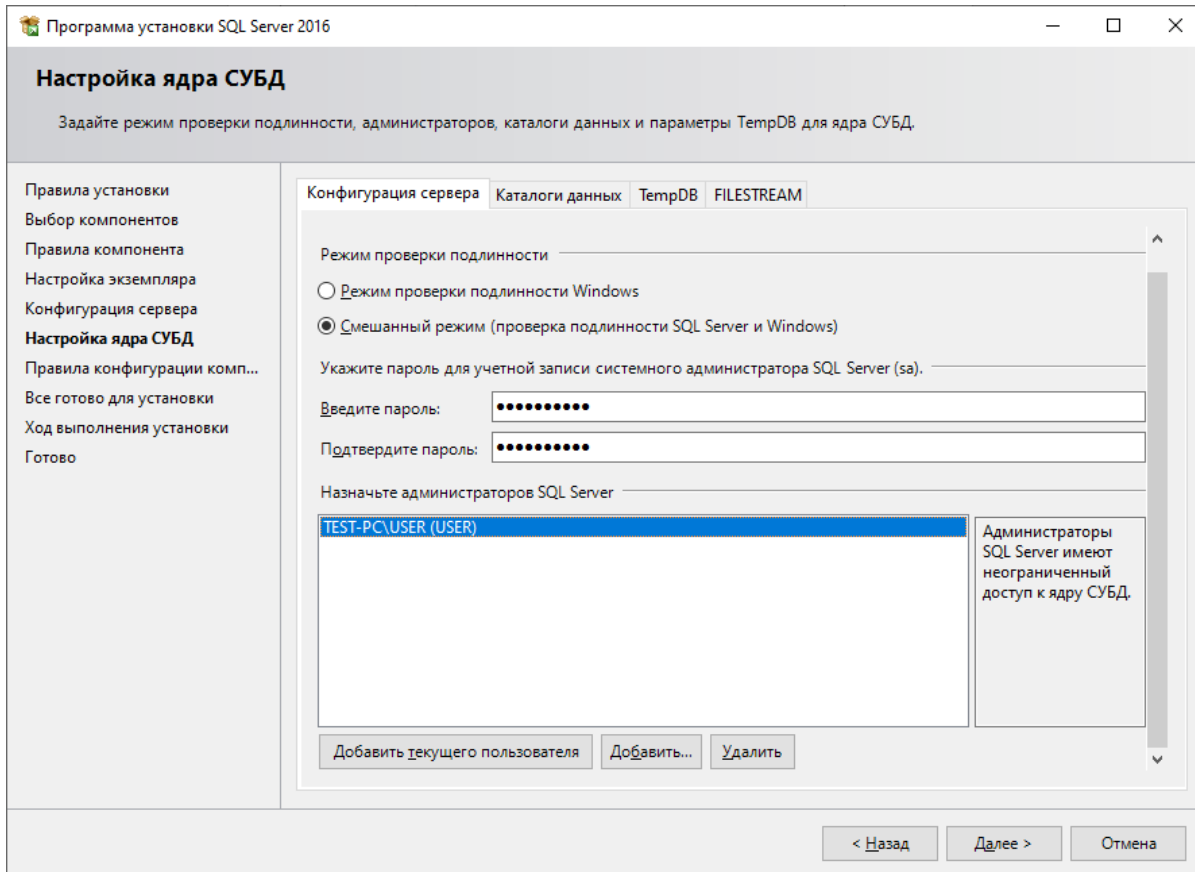 Программа установки SQL Server 2016
Настройка ядра СУБД
Задайте режим проверки подлинности, администраторов, каталоги данных и параметры TempDB для ядра СУБД.
Правила установки
Выбор компонентов
Правила компонента
Настройка экземпляра
Конфигурация сервера
Настройка ядра СУБД
Правила конфигурации комп...
Все готово для установки
Ход выполнения установки
Готово
Конфигурация сервера Каталоги данных TempDB FILESTREAM
Режим проверки подлинности
Режим проверки подлинности Windows
Смешанный режим (проверка подлинности SQL Server и Windows)
Укажите пароль для учетной записи системного администратора SQL Server (sa).
Введите пароль: ●●●●●●●●●●
Подтвердите пароль: ●●●●●●●●●●
Назначьте администраторов SQL Server
TEST-PC\USER (USER)
Администраторы
SQL Server имеют
неограниченный
доступ к ядру СУБД.
Добавить текущего пользователя Добавить... Удалить
< Назад Далее > Отмена